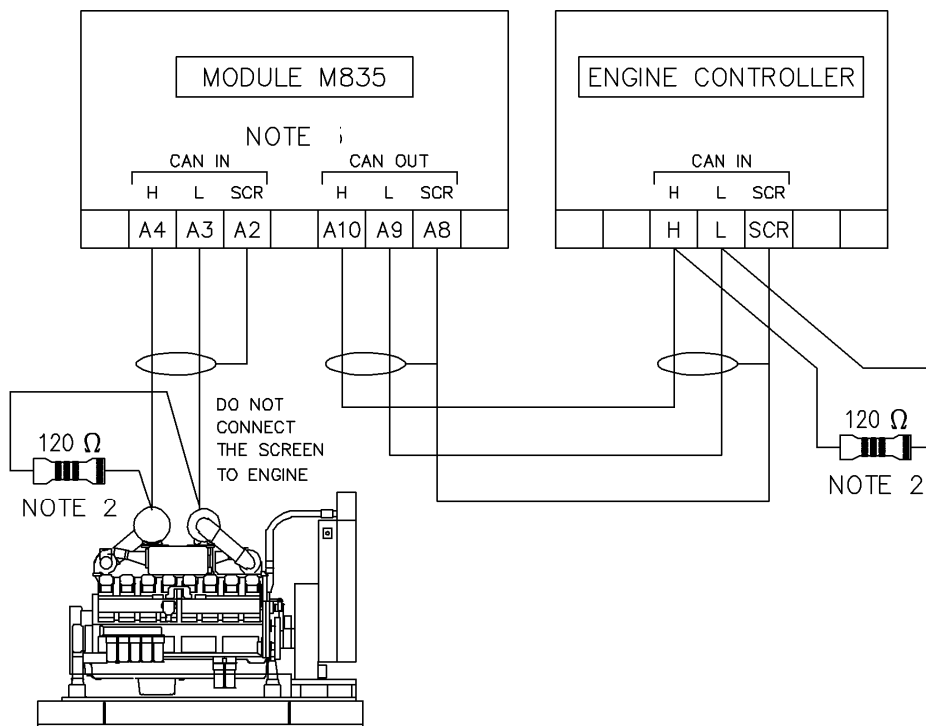 MODULE M835
ENGINE CONTROLLER
NOTE
CAN IN
CAN OUT
CAN IN
H L SCR
H L SCR
H L SCR
A4 A3 A2
A10 A9 A8
H L SCR
DO NOT
CONNECT
THE SCREEN
TO ENGINE
120 Ω
NOTE 2
120 Ω
NOTE 2